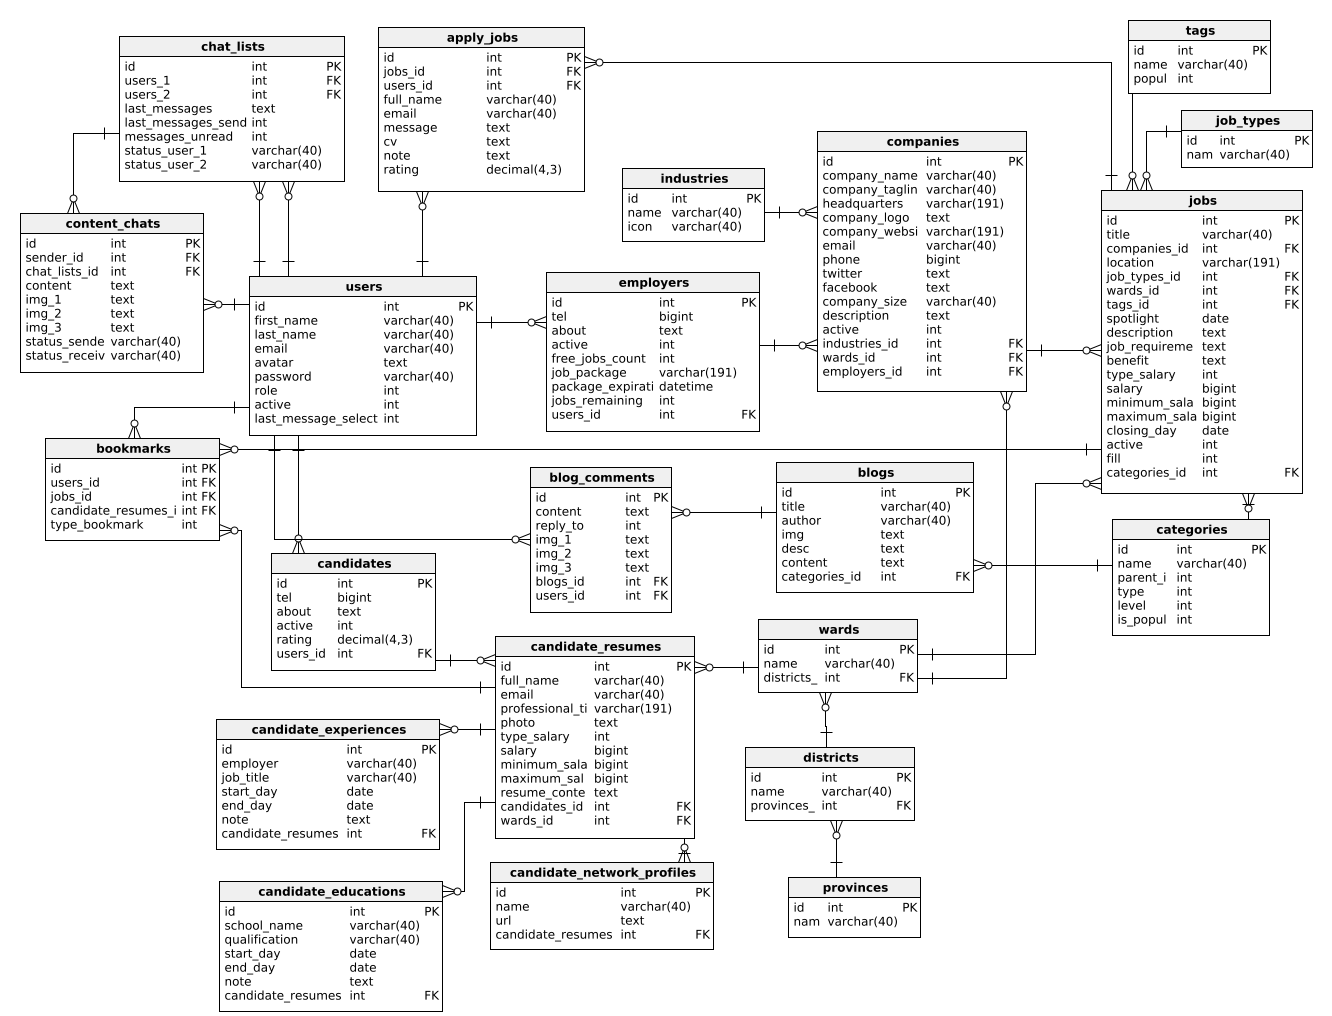 chat_lists
id int PK
users_1 int FK
users_2 int FK
last_messages text
last_messages_send int
messages_unread int
status_user_1 varchar(40)
status_user_2 varchar(40)
apply_jobs
id int PK
jobs_id int FK
users_id int FK
full_name varchar(40)
email varchar(40)
message text
cv text
note text
rating decimal(4,3)
tags
id int PK
name varchar(40)
popul int
job_types
id int PK
nam varchar(40)
companies
id int PK
company_name varchar(40)
company_taglin varchar(40)
headquarters varchar(191)
company_logo text
company_websi varchar(191)
email varchar(40)
phone bigint
twitter text
facebook text
company_size varchar(40)
description text
active int
industries_id int FK
wards_id int FK
employers_id int FK
industries
id int PK
name varchar(40)
icon varchar(40)
jobs
id int PK
title varchar(40)
companies_id int FK
location varchar(191)
job_types_id int FK
wards_id int FK
tags_id int FK
spotlight date
description text
job_requireme text
benefit text
type_salary int
salary bigint
minimum_sala bigint
maximum_sala bigint
closing_day date
active int
fill int
categories_id int FK
content_chats
id int PK
sender_id int FK
chat_lists_id int FK
content text
img_1 text
img_2 text
img_3 text
status_sende varchar(40)
status_receiv varchar(40)
users
id int PK
first_name varchar(40)
last_name varchar(40)
email varchar(40)
avatar text
password varchar(40)
role int
active int
last_message_select int
employers
id int PK
tel bigint
about text
active int
free_jobs_count int
job_package varchar(191)
package_expirati datetime
jobs_remaining int
users_id int FK
bookmarks
id int PK
users_id int FK
jobs_id int FK
candidate_resumes_i int FK
type_bookmark int
blog_comments
id int PK
content text
reply_to int
img_1 text
img_2 text
img_3 text
blogs_id int FK
users_id int FK
blogs
id int PK
title varchar(40)
author varchar(40)
img text
desc text
content text
categories_id int FK
categories
id int PK
name varchar(40)
parent_i int
type int
level int
is_popul int
candidates
id int PK
tel bigint
about text
active int
rating decimal(4,3)
users_id int FK
candidate_resumes
id int PK
full_name varchar(40)
email varchar(40)
professional_ti varchar(191)
photo text
type_salary int
salary bigint
minimum_sala bigint
maximum_sal bigint
resume_conte text
candidates_id int FK
wards_id int FK
wards
id int PK
name varchar(40)
districts_ int FK
candidate_experiences
id int PK
employer varchar(40)
job_title varchar(40)
start_day date
end_day date
note text
candidate_resumes int FK
districts
id int PK
name varchar(40)
provinces_ int FK
candidate_educations
id int PK
school_name varchar(40)
qualification varchar(40)
start_day date
end_day date
note text
candidate_resumes int FK
candidate_network_profiles
id int PK
name varchar(40)
url text
candidate_resumes int FK
provinces
id int PK
nam varchar(40)